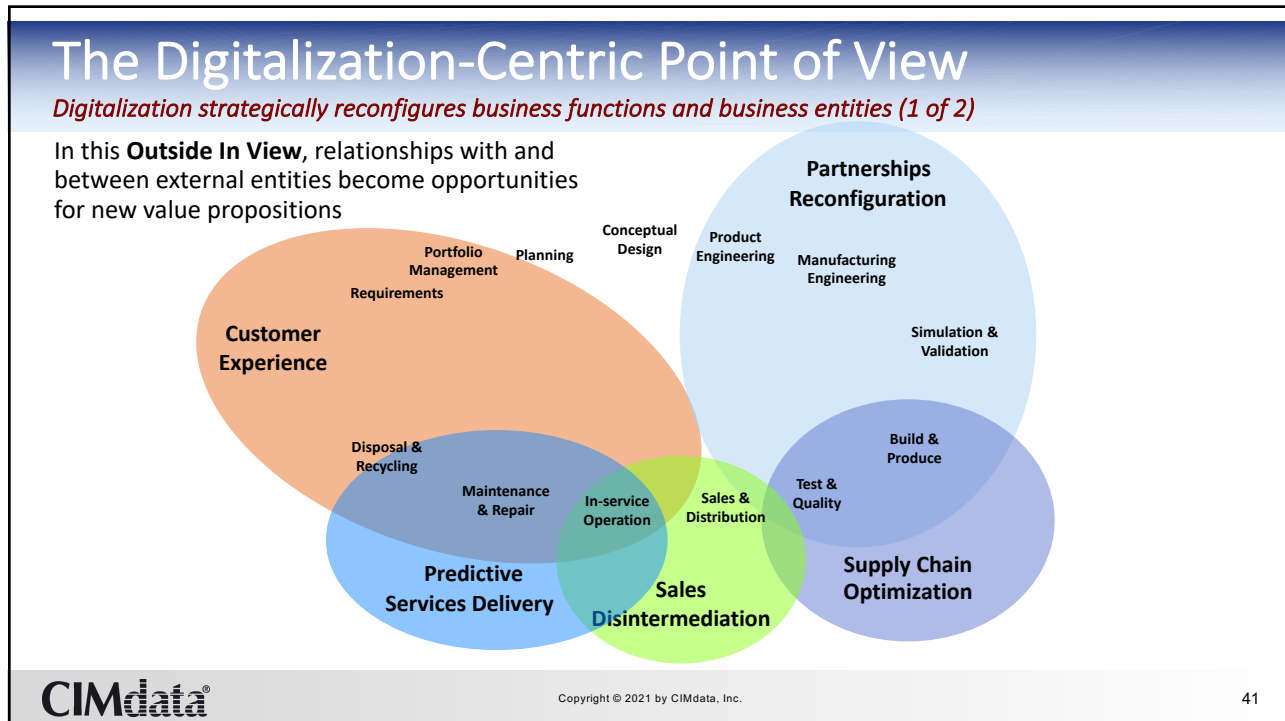 The Digitalization-Centric Point of View
Digitalization strategically reconfigures business functions and business entities (1 of 2)
In this Outside In View, relationships with and
between external entities become opportunities
for new value propositions
Partnerships
Reconfiguration
Conceptual
Design
Product
Engineering
Manufacturing
Engineering
Portfolio
Management
Planning
Requirements
Customer
Experience
Simulation &
Validation
Disposal &
Recycling
Maintenance
& Repair
In-service
Operation
Sales &
Distribution
Test &
Quality
Build &
Produce
Predictive
Services Delivery
Sales
Disintermediation
Supply Chain
Optimization
CIMdata®
Copyright © 2021 by CIMdata, Inc.
41